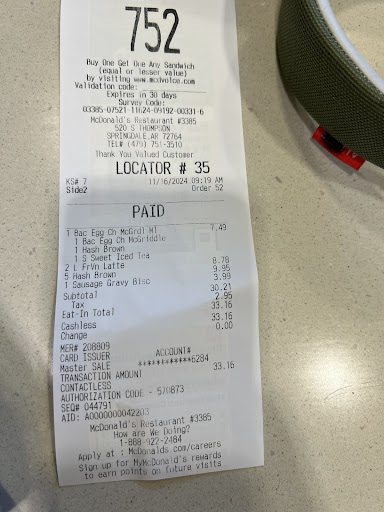 752
Buy One Get One Any Sandwich
(equal or lesser value)
by visiting www.mcdvoice.com
Validation code:
Expires in 30 days
Survey Code:
03385-07521-11624-09192-00331-6
McDonald's Restaurant #3385
520 S THOMPSON
SPRINGDALE,AR 72764
TEL# (479) 751-3510
Thank You Valued Customer
LOCATOR # 35
KS# 7 11/16/2024 09:19 AM
Side2 Order 52
PAID
1 Bac Egg Ch McGrdl Ml 7.49
1 Bac Egg Ch McGriddle
1 Hash Brown
1 S Sweet Iced Tea
2 L FrVn Latte 8.78
5 Hash Brown 9.95
1 Sausage Gravy Bisc 3.99
Subtotal 30.21
Tax 2.95
Eat-In Total 33.16
Cashless 33.16
Change 0.00
MER# 208809
CARD ISSUER ACCOUNT#
Master SALE ************6284
TRANSACTION AMOUNT 33.16
CONTACTLESS
AUTHORIZATION CODE - 570873
SEQ# 044791
AID: A0000000042203
McDonald's Restaurant #3385
How are We Doing?
1-888-622-2484
Apply at : McDonalds.com/careers
Sign up for MyMcDonald's rewards
to earn points on future visits